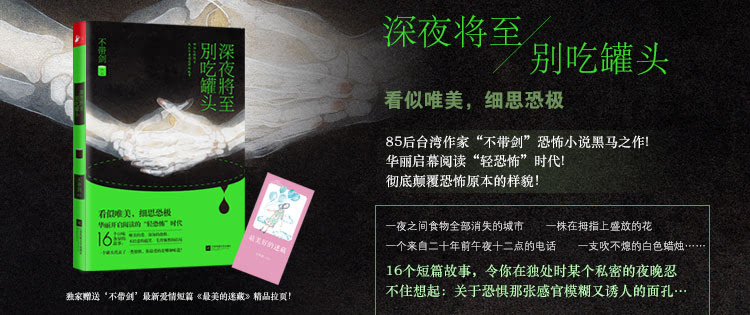 深夜将至
别吃罐头
看似唯美，细思恐极
85后台湾作家“不带剑”恐怖小说黑马之作!
华丽启幕阅读“轻恐怖”时代!
彻底颠覆恐怖原本的样貌!
一夜之间食物全部消失的城市
一株在拇指上盛放的花
一个来自二十年前午夜十二点的电话
一支吹不熄的白色蜡烛……
16个短篇故事，令你在独处时某个私密的夜晚忍
不住想起：关于恐惧那张感官模糊又诱人的面孔…
深夜將至
別吃罐头
不带剑
看似唯美，细思恐极
华丽开启阅读的“轻恐怖”时代
16
最美好的迷藏
独家赠送‘不带剑’最新爱情短篇《最美的迷藏》精品拉页!